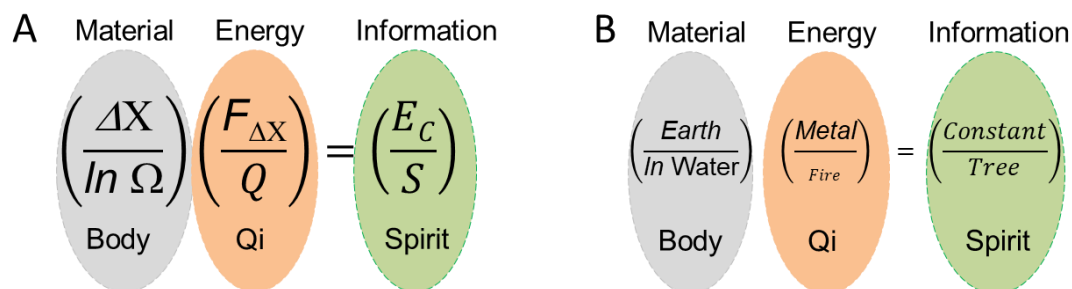 A
Material Energy Information
(ΔX / ln Ω) (F_ΔX / Q) = (E_C / S)
Body Qi Spirit
B
Material Energy Information
(Earth / ln Water) (Metal / Fire) = (Constant / Tree)
Body Qi Spirit